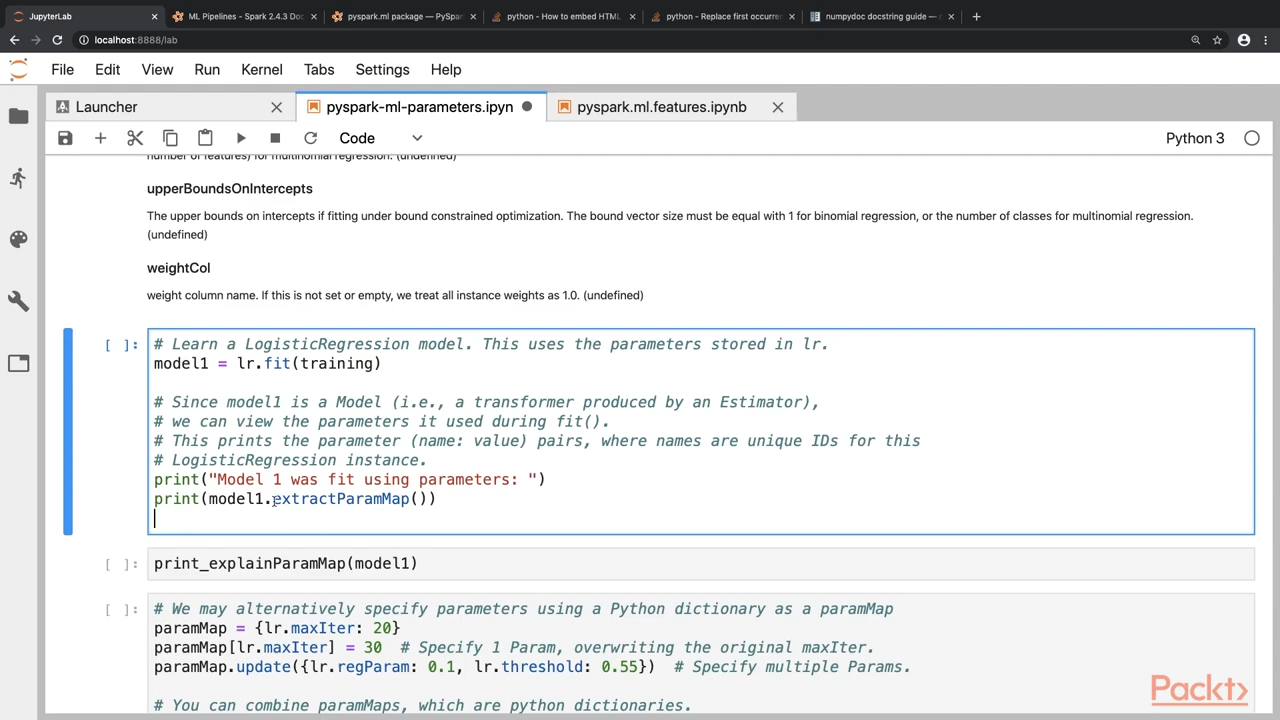 JupyterLab
ML Pipelines - Spark 2.4.3 Doc
pyspark.ml package — PySpar
python - How to embed HTML
python - Replace first occurren
numpydoc docstring guide —
localhost:8888/lab
File Edit View Run Kernel Tabs Settings Help
Launcher
pyspark-ml-parameters.ipyn
pyspark.ml.features.ipynb
Code
Python 3
number of features) for multinomial regression. (undefined)
upperBoundsOnIntercepts
The upper bounds on intercepts if fitting under bound constrained optimization. The bound vector size must be equal with 1 for binomial regression, or the number of classes for multinomial regression.
(undefined)
weightCol
weight column name. If this is not set or empty, we treat all instance weights as 1.0. (undefined)
[ ]:
# Learn a LogisticRegression model. This uses the parameters stored in lr.
model1 = lr.fit(training)
# Since model1 is a Model (i.e., a transformer produced by an Estimator),
# we can view the parameters it used during fit().
# This prints the parameter (name: value) pairs, where names are unique IDs for this
# LogisticRegression instance.
print("Model 1 was fit using parameters: ")
print(model1.extractParamMap())
[ ]:
print_explainParamMap(model1)
[ ]:
# We may alternatively specify parameters using a Python dictionary as a paramMap
paramMap = {lr.maxIter: 20}
paramMap[lr.maxIter] = 30  # Specify 1 Param, overwriting the original maxIter.
paramMap.update({lr.regParam: 0.1, lr.threshold: 0.55})  # Specify multiple Params.
# You can combine paramMaps, which are python dictionaries.
Packt>